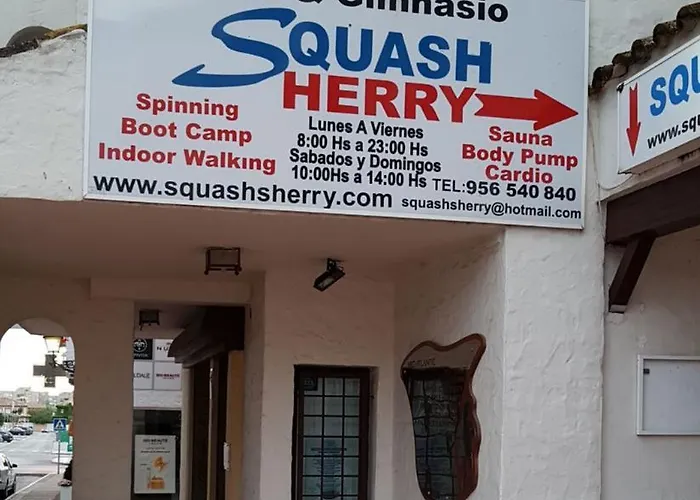 & Gimnasio
SQUASH
SHERRY
Spinning
Boot Camp
Indoor Walking
Lunes A Viernes
8:00 Hs a 23:00 Hs
Sabados y Domingos
10:00Hs a 14:00 Hs
Sauna
Body Pump
Cardio
TEL:956 540 840
www.squashsherry.com
squashsherry@hotmail.com
SQU
www.s